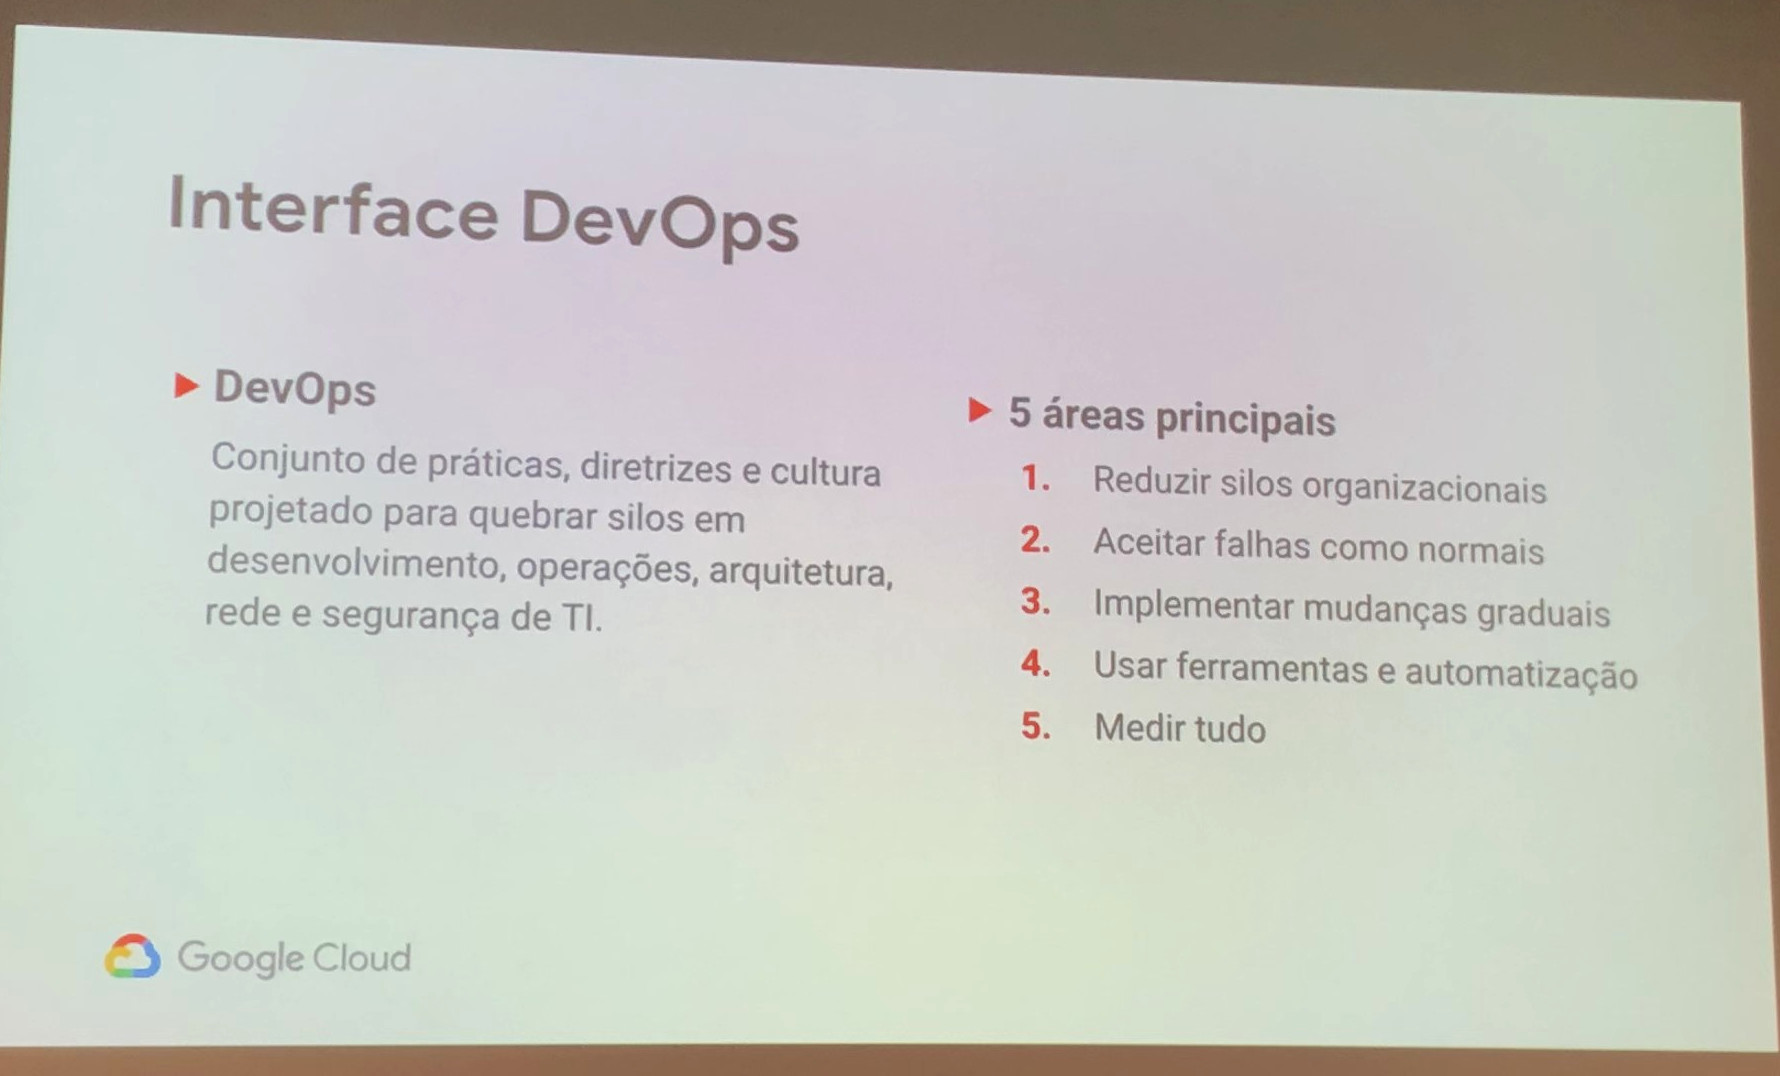 Interface DevOps
DevOps
Conjunto de práticas, diretrizes e cultura
projetado para quebrar silos em
desenvolvimento, operações, arquitetura,
rede e segurança de TI.
5 áreas principais
1. Reduzir silos organizacionais
2. Aceitar falhas como normais
3. Implementar mudanças graduais
4. Usar ferramentas e automatização
5. Medir tudo
Google Cloud